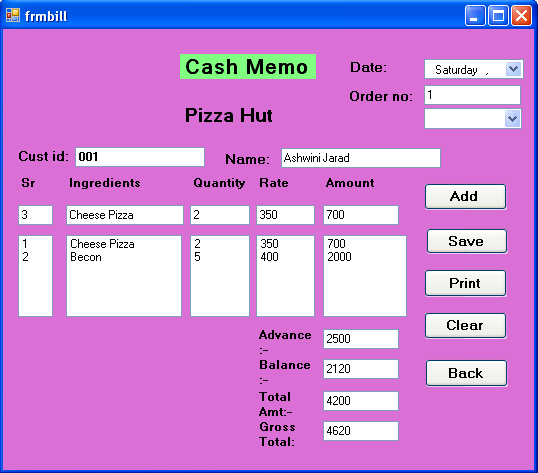 frmbill
Cash Memo
Date: Saturday ,
Order no: 1
Pizza Hut
Cust id: 001 Name: Ashwini Jarad
Sr Ingredients Quantity Rate Amount
3 Cheese Pizza 2 350 700
1 Cheese Pizza 2 350 700
2 Becon 5 400 2000
Add
Save
Print
Clear
Back
Advance
:- 2500
Balance
:- 2120
Total
Amt:- 4200
Gross
Total: 4620